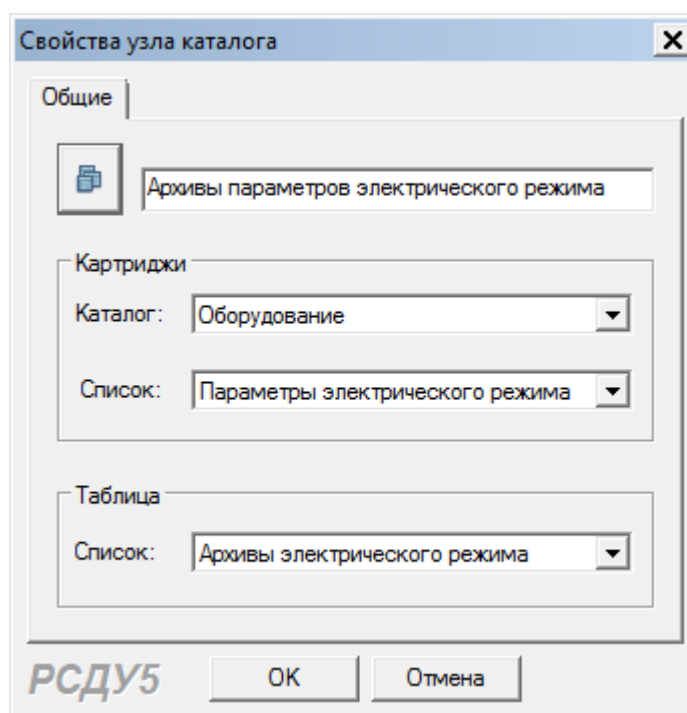 Свойства узла каталога
Общие
Архивы параметров электрического режима
Картриджи
Каталог: Оборудование
Список: Параметры электрического режима
Таблица
Список: Архивы электрического режима
РСДУ5 OK Отмена